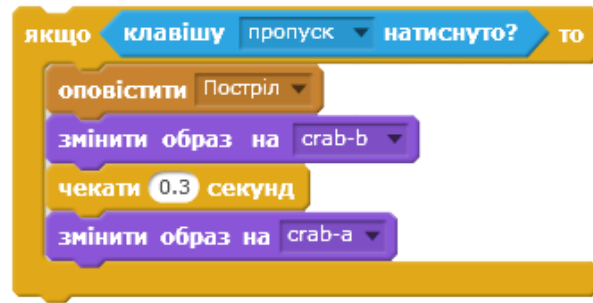 якщо клавішу пропуск натиснуто? то
оповістити Постріл
змінити образ на crab-b
чекати 0.3 секунд
змінити образ на crab-a